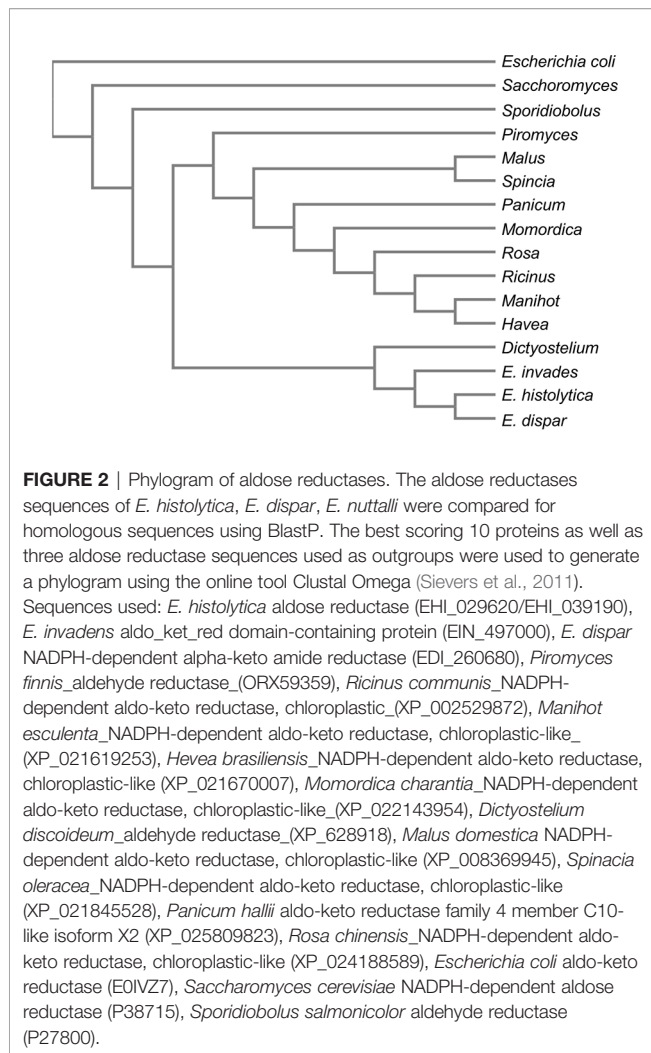 Escherichia coli
Sacchoromyces
Sporidiobolus
Piromyces
Malus
Spincia
Panicum
Momordica
Rosa
Ricinus
Manihot
Havea
Dictyostelium
E. invades
E. histolytica
E. dispar
FIGURE 2 | Phylogram of aldose reductases. The aldose reductases
sequences of E. histolytica, E. dispar, E. nuttalli were compared for
homologous sequences using BlastP. The best scoring 10 proteins as well as
three aldose reductase sequences used as outgroups were used to generate
a phylogram using the online tool Clustal Omega (Sievers et al., 2011).
Sequences used: E. histolytica aldose reductase (EHI_029620/EHI_039190),
E. invadens aldo_ket_red domain-containing protein (EIN_497000), E. dispar
NADPH-dependent alpha-keto amide reductase (EDI_260680), Piromyces
finnis_aldehyde reductase_(ORX59359), Ricinus communis_NADPH-
dependent aldo-keto reductase, chloroplastic_(XP_002529872), Manihot
esculenta_NADPH-dependent aldo-keto reductase, chloroplastic-like_
(XP_021619253), Hevea brasiliensis_NADPH-dependent aldo-keto reductase,
chloroplastic-like (XP_021670007), Momordica charantia_NADPH-dependent
aldo-keto reductase, chloroplastic-like_(XP_022143954), Dictyostelium
discoideum_aldehyde reductase_(XP_628918), Malus domestica NADPH-
dependent aldo-keto reductase, chloroplastic-like (XP_008369945), Spinacia
oleracea_NADPH-dependent aldo-keto reductase, chloroplastic-like
(XP_021845528), Panicum hallii aldo-keto reductase family 4 member C10-
like isoform X2 (XP_025809823), Rosa chinensis_NADPH-dependent aldo-
keto reductase, chloroplastic-like (XP_024188589), Escherichia coli aldo-keto
reductase (E0IVZ7), Saccharomyces cerevisiae NADPH-dependent aldose
reductase (P38715), Sporidiobolus salmonicolor aldehyde reductase
(P27800).